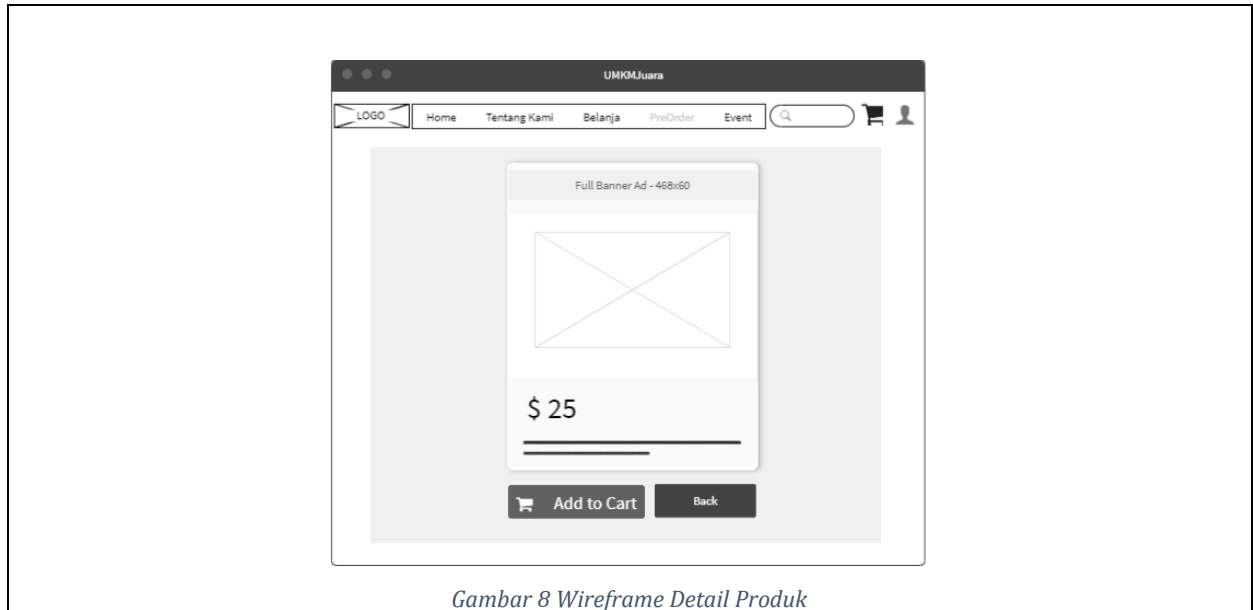 UMKMJuara
LOGO Home Tentang Kami Belanja PreOrder Event
Full Banner Ad - 468x60
$ 25
Add to Cart Back
Gambar 8 Wireframe Detail Produk